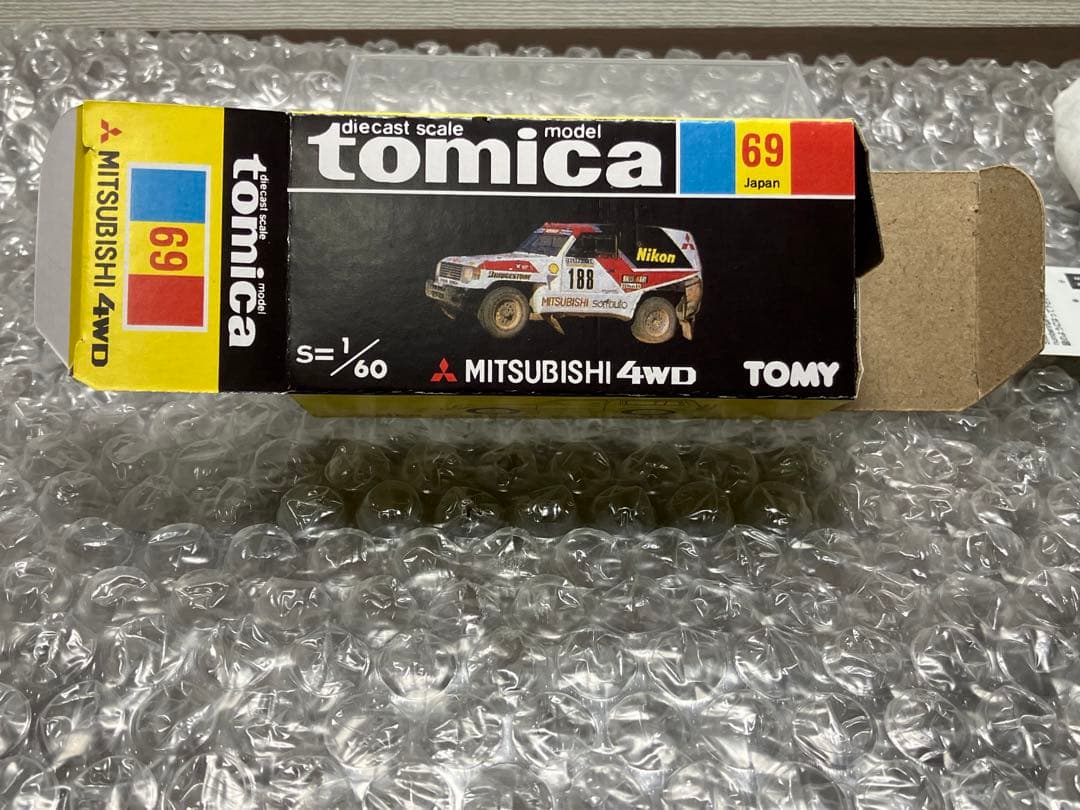 MITSUBISHI 4WD
69
diecast scale model
tomica
diecast scale model
tomica
69
Japan
Nikon
BRIDGESTONE
188
MITSUBISHI
S=1/60
MITSUBISHI 4WD
TOMY